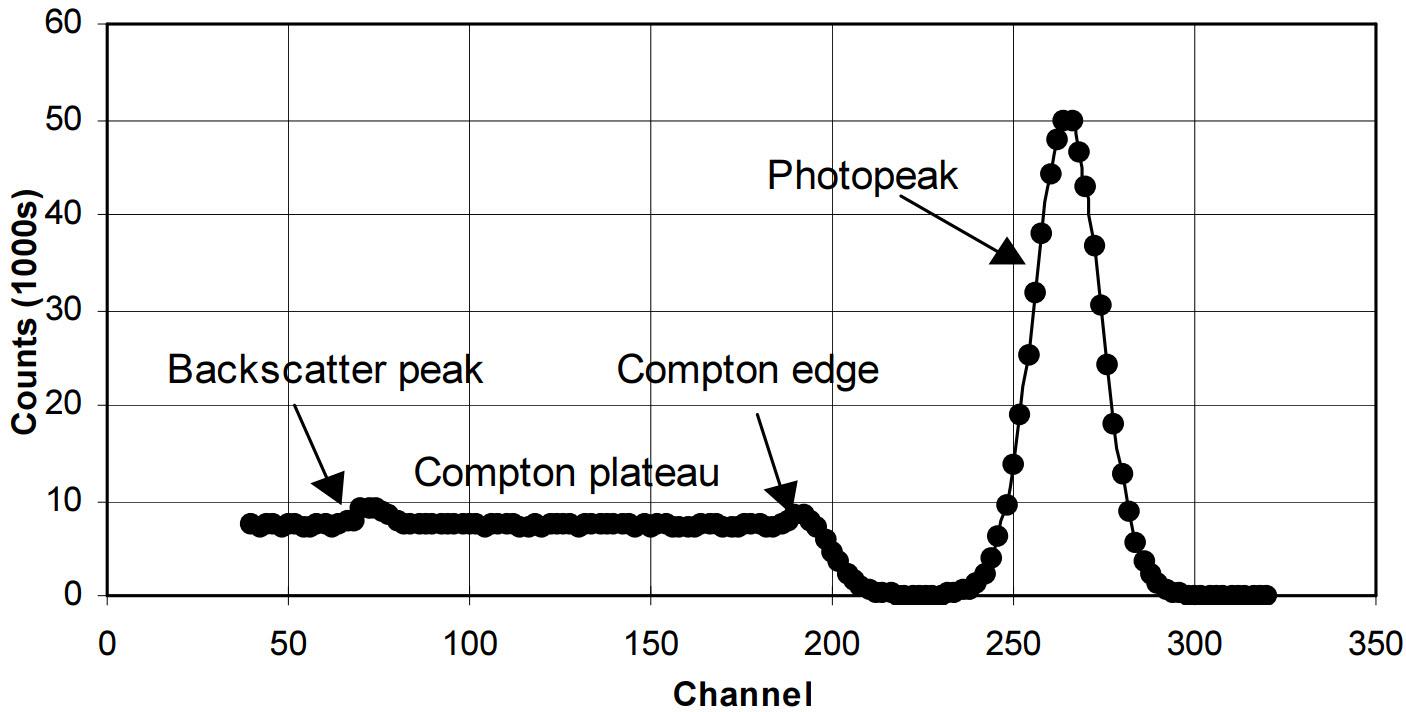 60
50
40
30
20
10
0
Counts (1000s)
Photopeak
Backscatter peak
Compton edge
Compton plateau
0 50 100 150 200 250 300 350
Channel